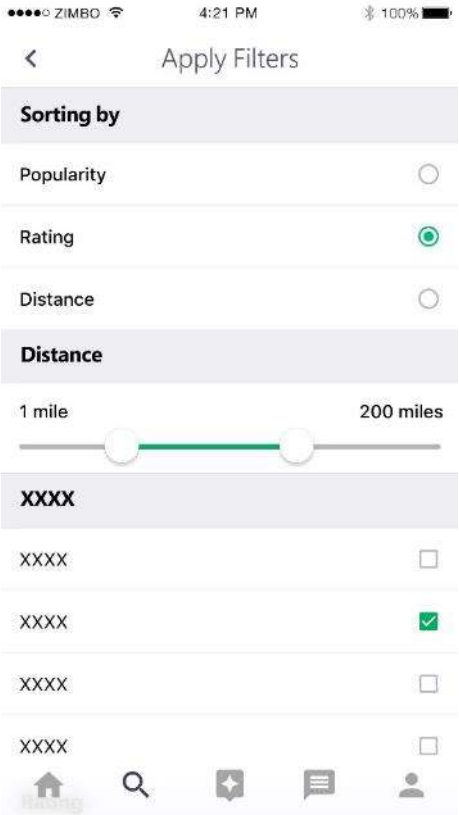 ZIMBO 4:21 PM 100%
Apply Filters
Sorting by
Popularity
Rating
Distance
Distance
1 mile 200 miles
XXXX
XXXX
XXXX
XXXX
XXXX
Rating